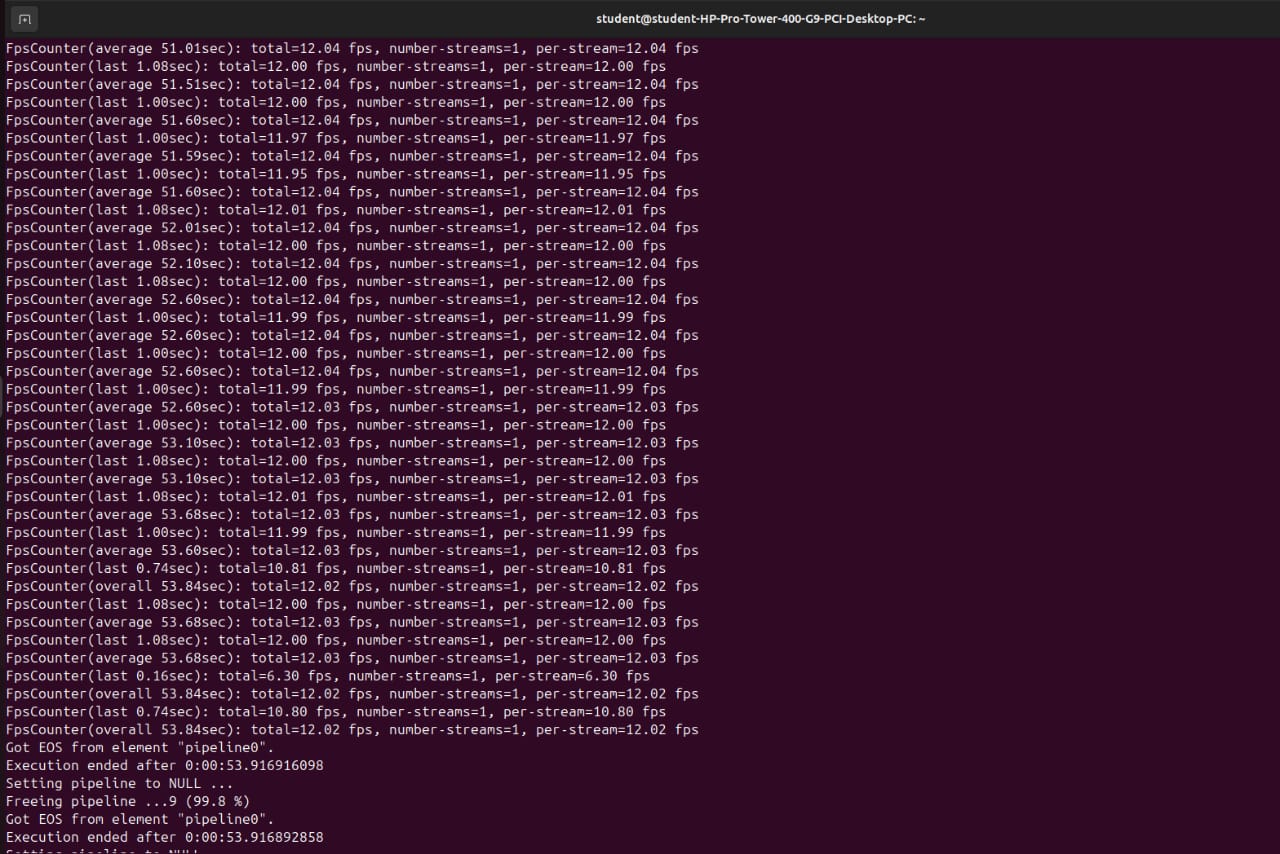 student@student-HP-Pro-Tower-400-G9-PCI-Desktop-PC: ~
FpsCounter(average 51.01sec): total=12.04 fps, number-streams=1, per-stream=12.04 fps
FpsCounter(last 1.08sec): total=12.00 fps, number-streams=1, per-stream=12.00 fps
FpsCounter(average 51.51sec): total=12.04 fps, number-streams=1, per-stream=12.04 fps
FpsCounter(last 1.00sec): total=12.00 fps, number-streams=1, per-stream=12.00 fps
FpsCounter(average 51.60sec): total=12.04 fps, number-streams=1, per-stream=12.04 fps
FpsCounter(last 1.00sec): total=11.97 fps, number-streams=1, per-stream=11.97 fps
FpsCounter(average 51.59sec): total=12.04 fps, number-streams=1, per-stream=12.04 fps
FpsCounter(last 1.00sec): total=11.95 fps, number-streams=1, per-stream=11.95 fps
FpsCounter(average 51.60sec): total=12.04 fps, number-streams=1, per-stream=12.04 fps
FpsCounter(last 1.08sec): total=12.01 fps, number-streams=1, per-stream=12.01 fps
FpsCounter(average 52.01sec): total=12.04 fps, number-streams=1, per-stream=12.04 fps
FpsCounter(last 1.08sec): total=12.00 fps, number-streams=1, per-stream=12.00 fps
FpsCounter(average 52.10sec): total=12.04 fps, number-streams=1, per-stream=12.04 fps
FpsCounter(last 1.08sec): total=12.00 fps, number-streams=1, per-stream=12.00 fps
FpsCounter(average 52.60sec): total=12.04 fps, number-streams=1, per-stream=12.04 fps
FpsCounter(last 1.00sec): total=11.99 fps, number-streams=1, per-stream=11.99 fps
FpsCounter(average 52.60sec): total=12.04 fps, number-streams=1, per-stream=12.04 fps
FpsCounter(last 1.00sec): total=12.00 fps, number-streams=1, per-stream=12.00 fps
FpsCounter(average 52.60sec): total=12.04 fps, number-streams=1, per-stream=12.04 fps
FpsCounter(last 1.00sec): total=11.99 fps, number-streams=1, per-stream=11.99 fps
FpsCounter(average 52.60sec): total=12.03 fps, number-streams=1, per-stream=12.03 fps
FpsCounter(last 1.00sec): total=12.00 fps, number-streams=1, per-stream=12.00 fps
FpsCounter(average 53.10sec): total=12.03 fps, number-streams=1, per-stream=12.03 fps
FpsCounter(last 1.08sec): total=12.00 fps, number-streams=1, per-stream=12.00 fps
FpsCounter(average 53.10sec): total=12.03 fps, number-streams=1, per-stream=12.03 fps
FpsCounter(last 1.08sec): total=12.01 fps, number-streams=1, per-stream=12.01 fps
FpsCounter(average 53.68sec): total=12.03 fps, number-streams=1, per-stream=12.03 fps
FpsCounter(last 1.00sec): total=11.99 fps, number-streams=1, per-stream=11.99 fps
FpsCounter(average 53.60sec): total=12.03 fps, number-streams=1, per-stream=12.03 fps
FpsCounter(last 0.74sec): total=10.81 fps, number-streams=1, per-stream=10.81 fps
FpsCounter(overall 53.84sec): total=12.02 fps, number-streams=1, per-stream=12.02 fps
FpsCounter(last 1.08sec): total=12.00 fps, number-streams=1, per-stream=12.00 fps
FpsCounter(average 53.68sec): total=12.03 fps, number-streams=1, per-stream=12.03 fps
FpsCounter(last 1.08sec): total=12.00 fps, number-streams=1, per-stream=12.00 fps
FpsCounter(average 53.68sec): total=12.03 fps, number-streams=1, per-stream=12.03 fps
FpsCounter(last 0.16sec): total=6.30 fps, number-streams=1, per-stream=6.30 fps
FpsCounter(overall 53.84sec): total=12.02 fps, number-streams=1, per-stream=12.02 fps
FpsCounter(last 0.74sec): total=10.80 fps, number-streams=1, per-stream=10.80 fps
FpsCounter(overall 53.84sec): total=12.02 fps, number-streams=1, per-stream=12.02 fps
Got EOS from element "pipeline0".
Execution ended after 0:00:53.916916098
Setting pipeline to NULL ...
Freeing pipeline ...9 (99.8 %)
Got EOS from element "pipeline0".
Execution ended after 0:00:53.916892858